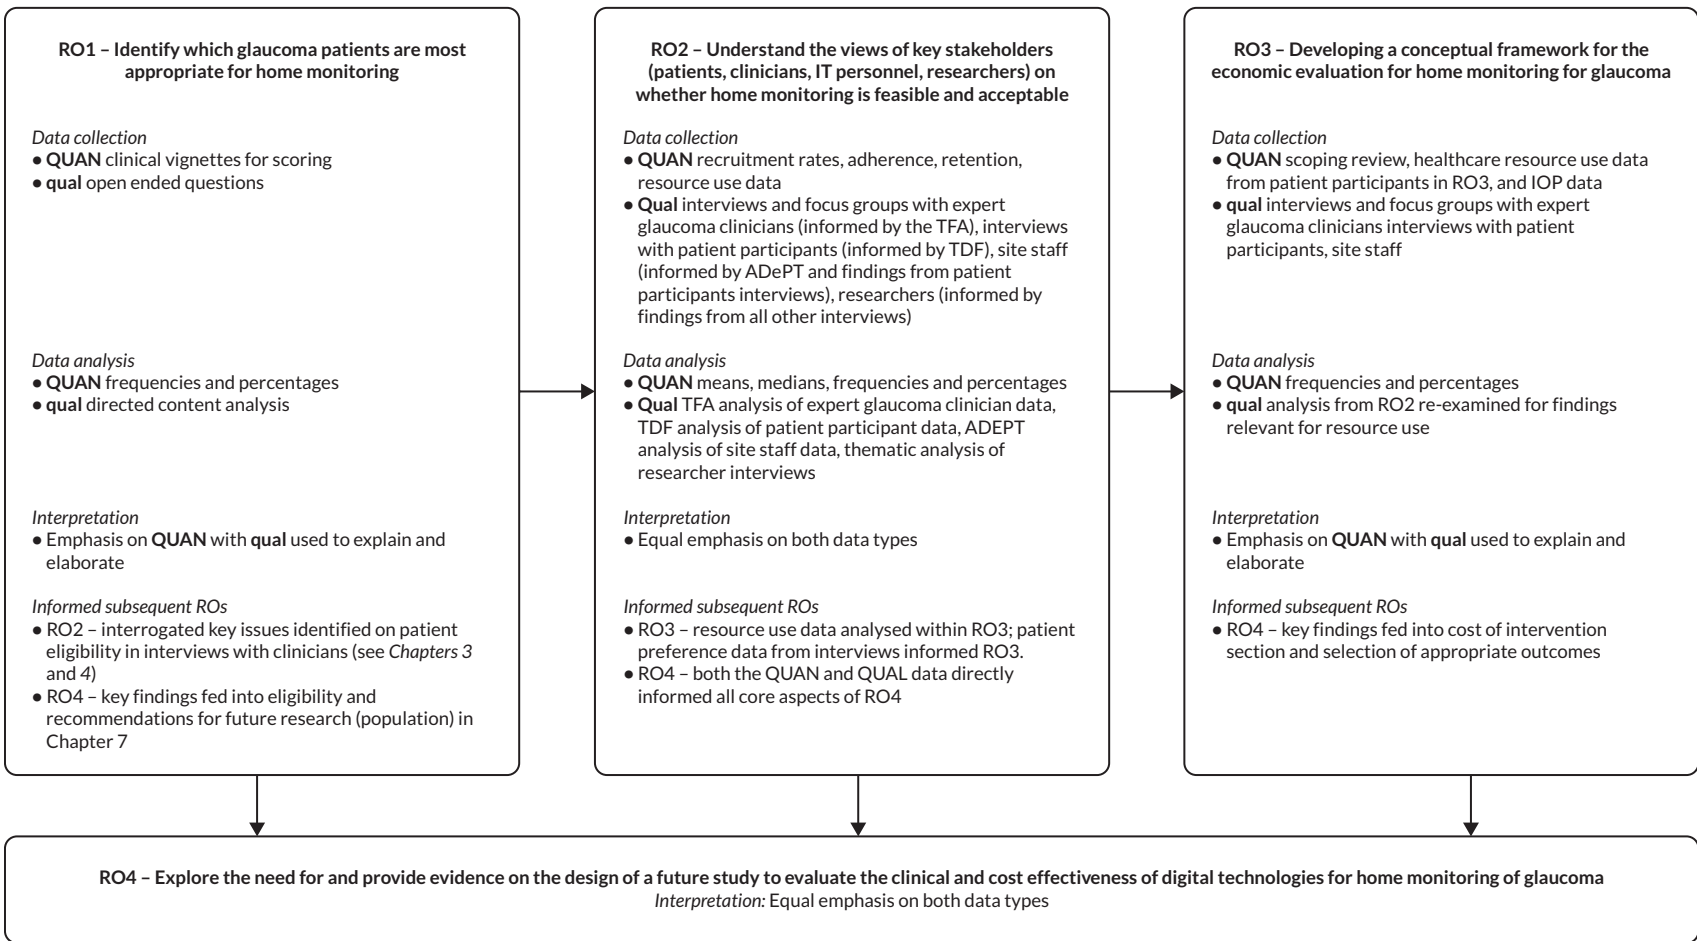 RO1 – Identify which glaucoma patients are most
appropriate for home monitoring
Data collection
● QUAN clinical vignettes for scoring
● qual open ended questions
Data analysis
● QUAN frequencies and percentages
● qual directed content analysis
Interpretation
● Emphasis on QUAN with qual used to explain and
elaborate
Informed subsequent ROs
● RO2 – interrogated key issues identified on patient
eligibility in interviews with clinicians (see Chapters 3
and 4)
● RO4 – key findings fed into eligibility and
recommendations for future research (population) in
Chapter 7
RO2 – Understand the views of key stakeholders
(patients, clinicians, IT personnel, researchers) on
whether home monitoring is feasible and acceptable
Data collection
● QUAN recruitment rates, adherence, retention,
resource use data
● Qual interviews and focus groups with expert
glaucoma clinicians (informed by the TFA), interviews
with patient participants (informed by TDF), site staff
(informed by ADePT and findings from patient
participants interviews), researchers (informed by
findings from all other interviews)
Data analysis
● QUAN means, medians, frequencies and percentages
● Qual TFA analysis of expert glaucoma clinician data,
TDF analysis of patient participant data, ADEPT
analysis of site staff data, thematic analysis of
researcher interviews
Interpretation
● Equal emphasis on both data types
Informed subsequent ROs
● RO3 – resource use data analysed within RO3; patient
preference data from interviews informed RO3.
● RO4 – both the QUAN and QUAL data directly
informed all core aspects of RO4
RO3 – Developing a conceptual framework for the
economic evaluation for home monitoring for glaucoma
Data collection
● QUAN scoping review, healthcare resource use data
from patient participants in RO3, and IOP data
● qual interviews and focus groups with expert
glaucoma clinicians interviews with patient
participants, site staff
Data analysis
● QUAN frequencies and percentages
● qual analysis from RO2 re-examined for findings
relevant for resource use
Interpretation
● Emphasis on QUAN with qual used to explain and
elaborate
Informed subsequent ROs
● RO4 – key findings fed into cost of intervention
section and selection of appropriate outcomes
RO4 – Explore the need for and provide evidence on the design of a future study to evaluate the clinical and cost effectiveness of digital technologies for home monitoring of glaucoma
Interpretation: Equal emphasis on both data types